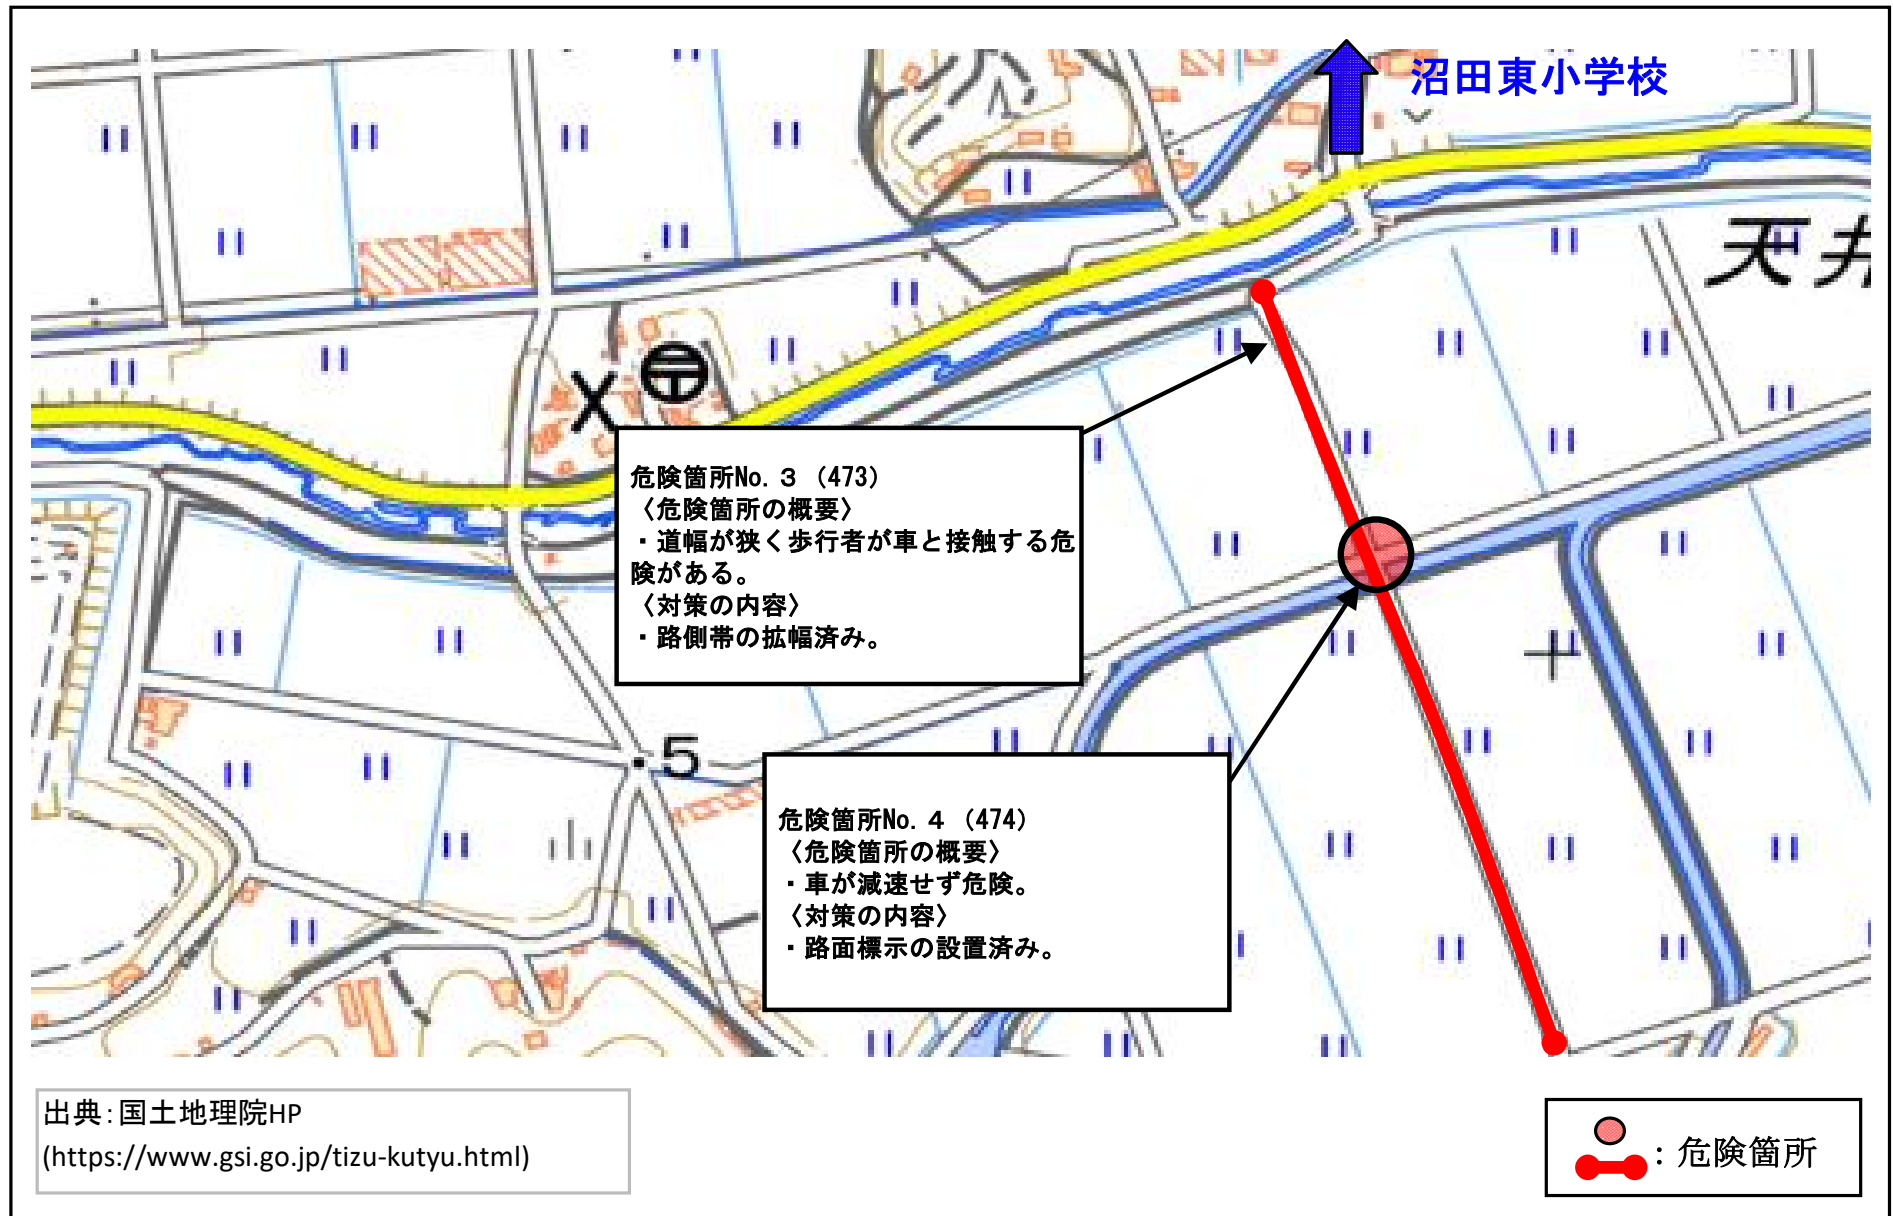 沼田東小学校
天井
危険箇所No.３（473）
〈危険箇所の概要〉
・道幅が狭く歩行者が車と接触する危
険がある。
〈対策の内容〉
・路側帯の拡幅済み。
5
危険箇所No.４（474）
〈危険箇所の概要〉
・車が減速せず危険。
〈対策の内容〉
・路面標示の設置済み。
出典：国土地理院HP
(https://www.gsi.go.jp/tizu-kutyu.html)
：危険箇所